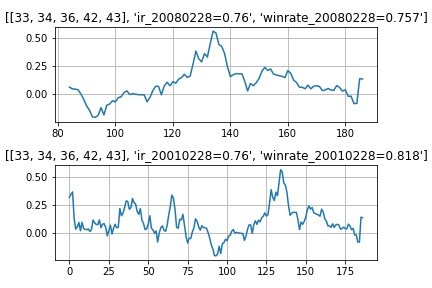 [[33, 34, 36, 42, 43], 'ir_20080228=0.76', 'winrate_20080228=0.757']
0.50
0.25
0.00
80 100 120 140 160 180
[[33, 34, 36, 42, 43], 'ir_20010228=0.76', 'winrate_20010228=0.818']
0.50
0.25
0.00
0 25 50 75 100 125 150 175